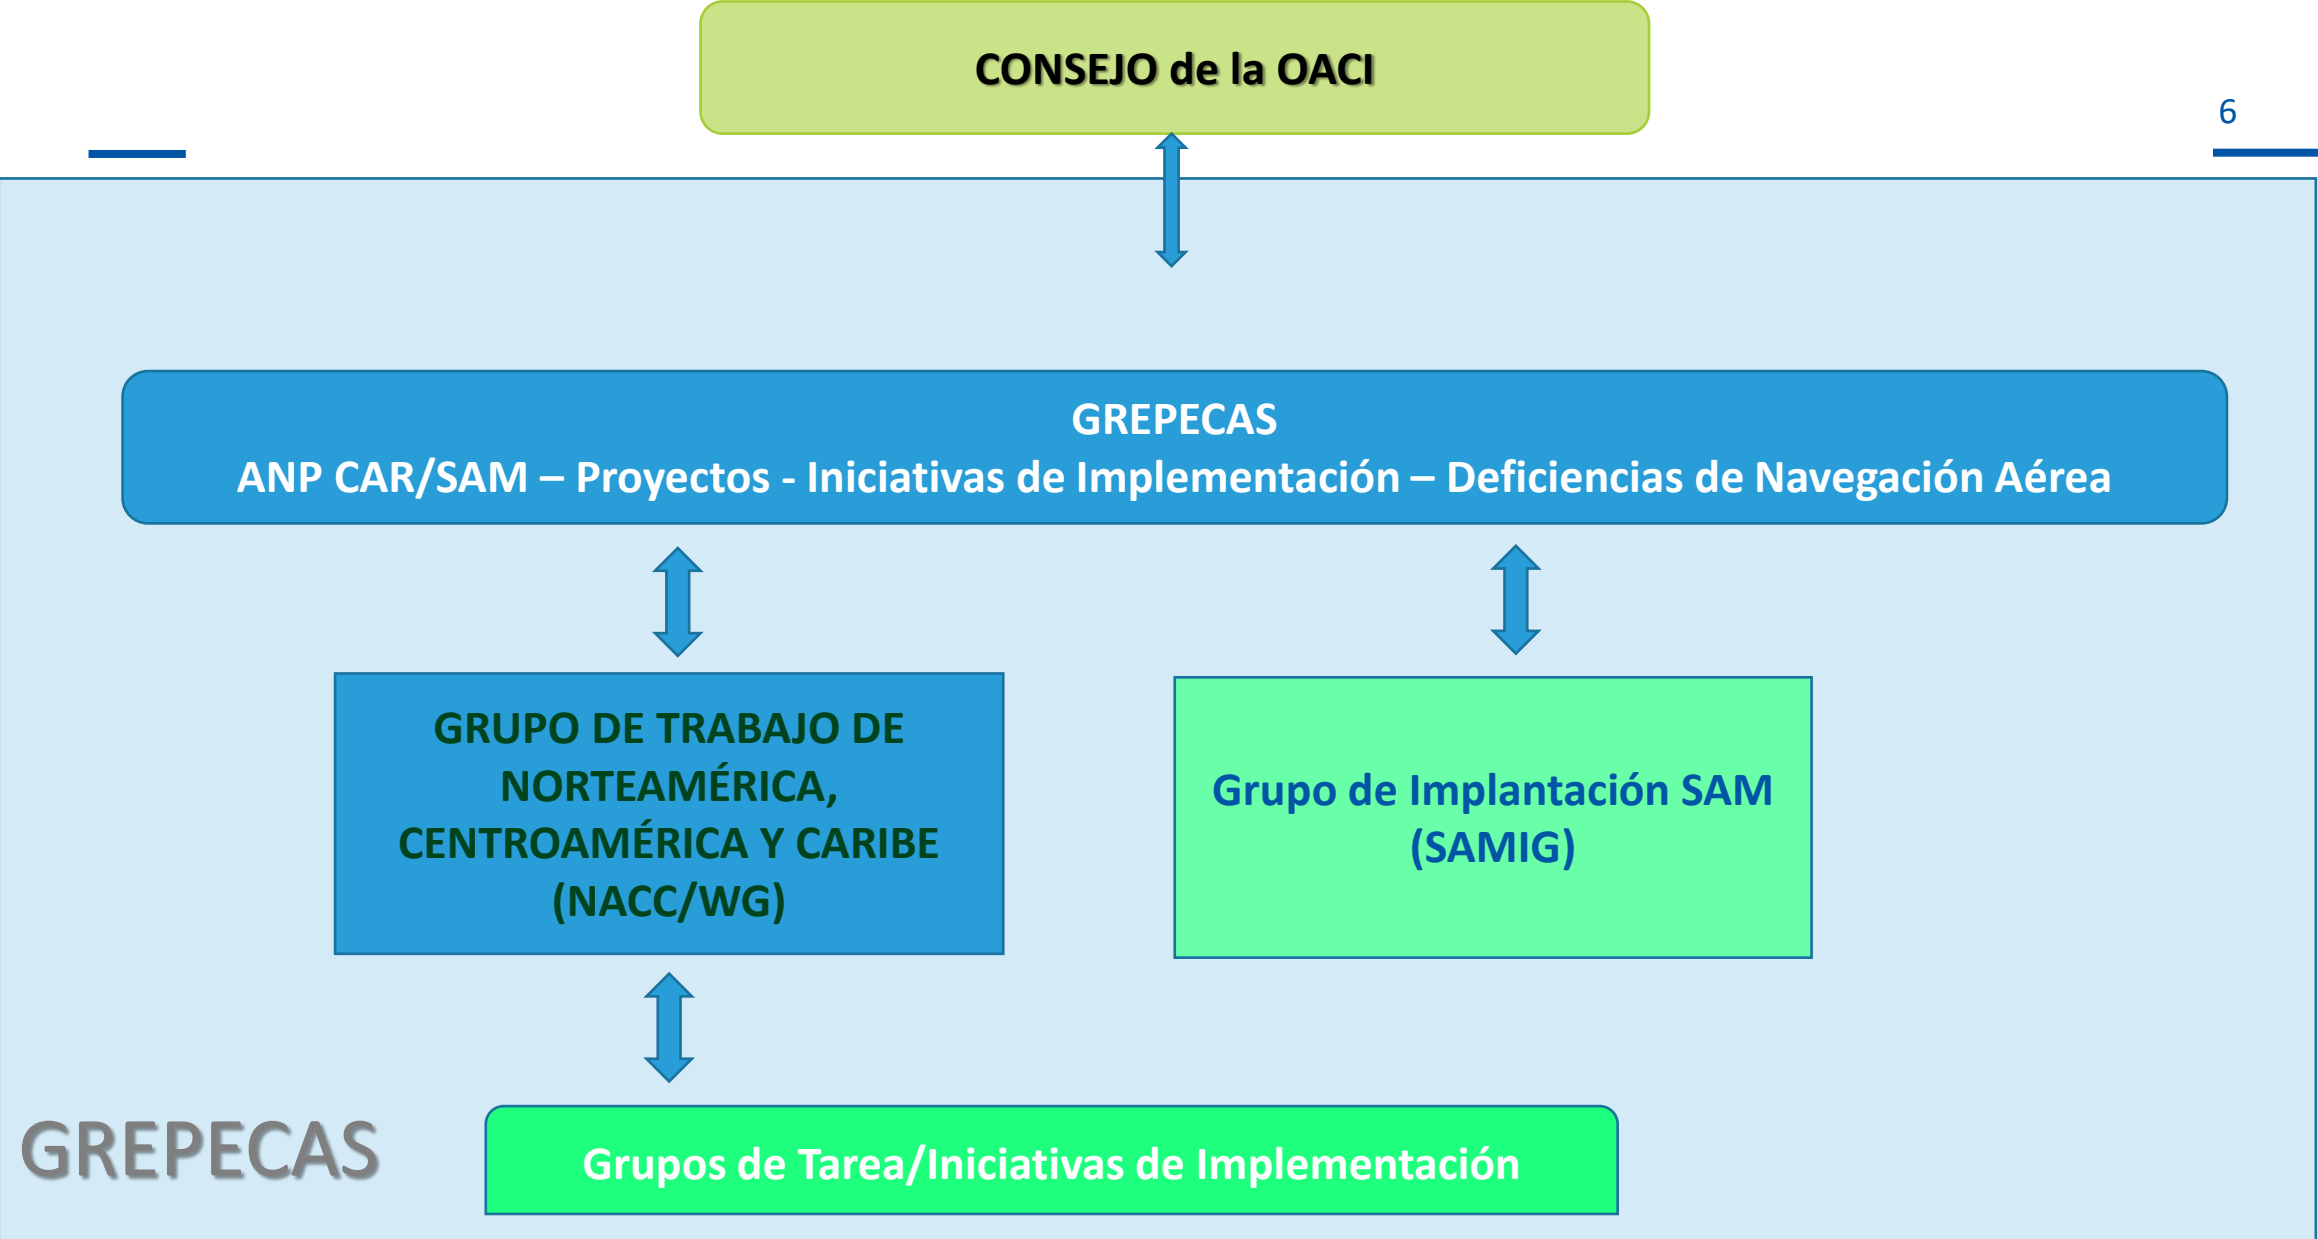 CONSEJO de la OACI
6
GREPECAS
ANP CAR/SAM – Proyectos - Iniciativas de Implementación – Deficiencias de Navegación Aérea
GRUPO DE TRABAJO DE
NORTEAMÉRICA,
CENTROAMÉRICA Y CARIBE
(NACC/WG)
Grupo de Implantación SAM
(SAMIG)
GREPECAS
Grupos de Tarea/Iniciativas de Implementación